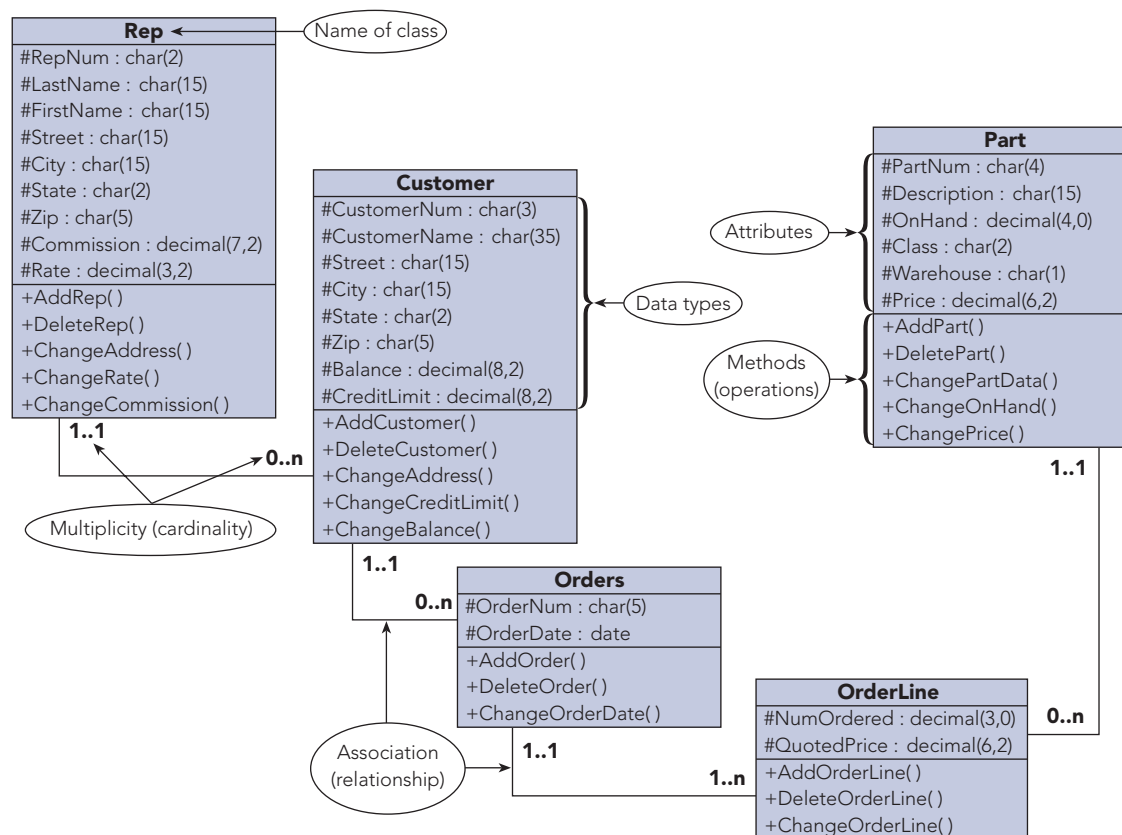 Rep
#RepNum : char(2)
#LastName : char(15)
#FirstName : char(15)
#Street : char(15)
#City : char(15)
#State : char(2)
#Zip : char(5)
#Commission : decimal(7,2)
#Rate : decimal(3,2)
+AddRep( )
+DeleteRep( )
+ChangeAddress( )
+ChangeRate( )
+ChangeCommission( )
Name of class
1..1
0..n
Multiplicity (cardinality)
Customer
#CustomerNum : char(3)
#CustomerName : char(35)
#Street : char(15)
#City : char(15)
#State : char(2)
#Zip : char(5)
#Balance : decimal(8,2)
#CreditLimit : decimal(8,2)
+AddCustomer( )
+DeleteCustomer( )
+ChangeAddress( )
+ChangeCreditLimit( )
+ChangeBalance( )
Data types
Part
#PartNum : char(4)
#Description : char(15)
#OnHand : decimal(4,0)
#Class : char(2)
#Warehouse : char(1)
#Price : decimal(6,2)
+AddPart( )
+DeletePart( )
+ChangePartData( )
+ChangeOnHand( )
+ChangePrice( )
Attributes
Methods
(operations)
1..1
1..1
0..n
Orders
#OrderNum : char(5)
#OrderDate : date
+AddOrder( )
+DeleteOrder( )
+ChangeOrderDate( )
Association
(relationship)
1..1
1..n
OrderLine
#NumOrdered : decimal(3,0)
#QuotedPrice : decimal(6,2)
+AddOrderLine( )
+DeleteOrderLine( )
+ChangeOrderLine( )
0..n